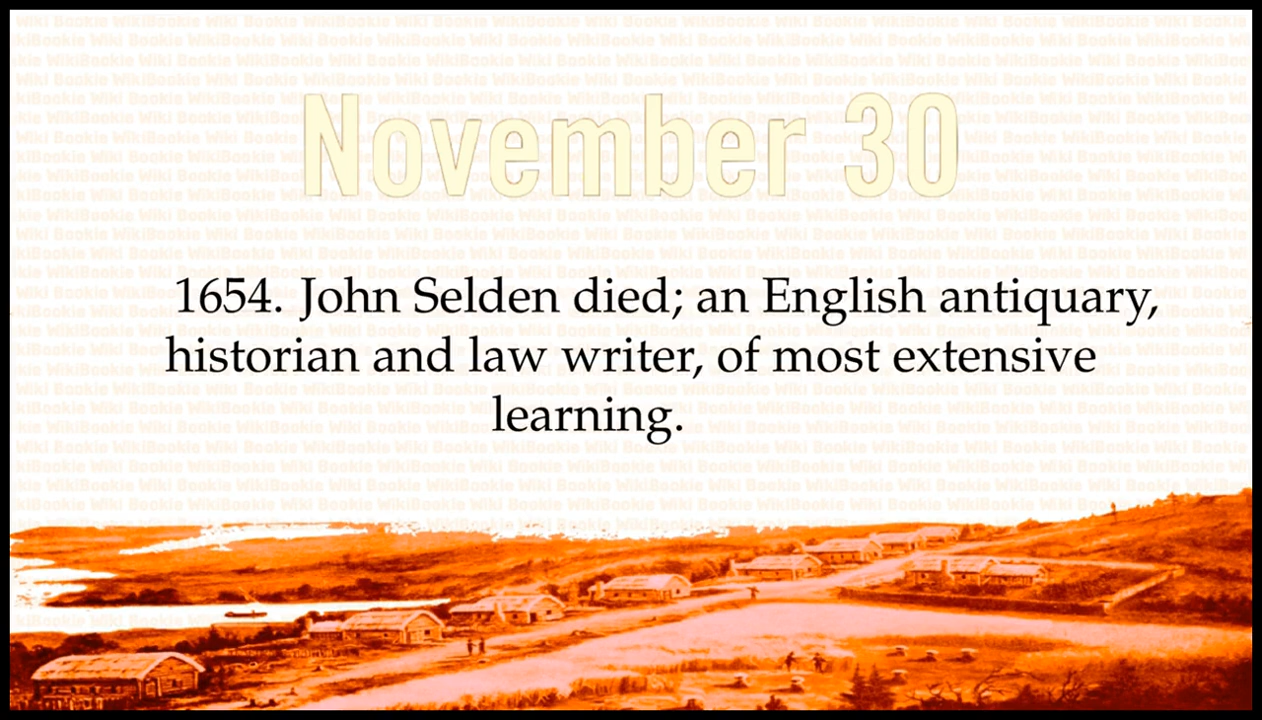 November 30
1654. John Selden died; an English antiquary,
historian and law writer, of most extensive
learning.